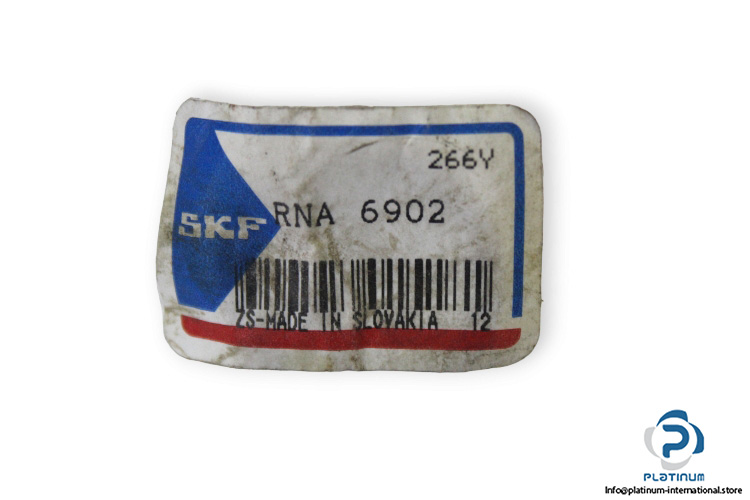 266Y
SKF RNA 6902
ZS-MADE IN SLOVAKIA 12
PLATINUM
Info@platinum-international.store